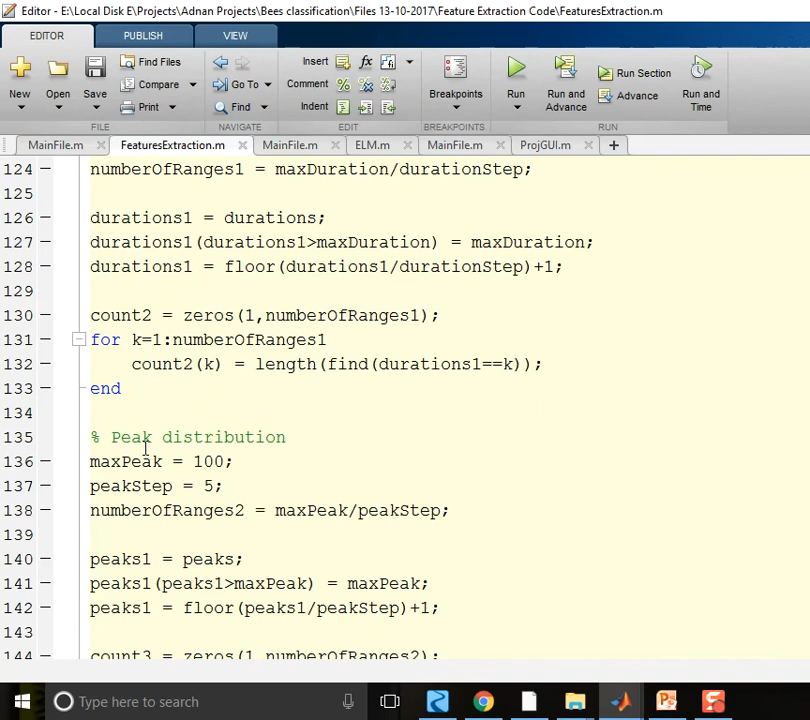 Editor - E:\Local Disk E\Projects\Adnan Projects\Bees classification\Files 13-10-2017\Feature Extraction Code\FeaturesExtraction.m
EDITOR PUBLISH VIEW
New Open Save Find Files Compare Print
Go To Find
Insert fx
Comment %
Indent
Breakpoints
Run Run and Advance Run Section Advance Run and Time
FILE NAVIGATE EDIT BREAKPOINTS RUN
MainFile.m FeaturesExtraction.m MainFile.m ELM.m MainFile.m ProjGUI.m
124 numberOfRanges1 = maxDuration/durationStep;
125
126 durations1 = durations;
127 durations1(durations1>maxDuration) = maxDuration;
128 durations1 = floor(durations1/durationStep)+1;
129
130 count2 = zeros(1,numberOfRanges1);
131 for k=1:numberOfRanges1
132 count2(k) = length(find(durations1==k));
133 end
134
135 % Peak distribution
136 maxPeak = 100;
137 peakStep = 5;
138 numberOfRanges2 = maxPeak/peakStep;
139
140 peaks1 = peaks;
141 peaks1(peaks1>maxPeak) = maxPeak;
142 peaks1 = floor(peaks1/peakStep)+1;
143
144 count3 = zeros(1,numberOfRanges2);
Type here to search